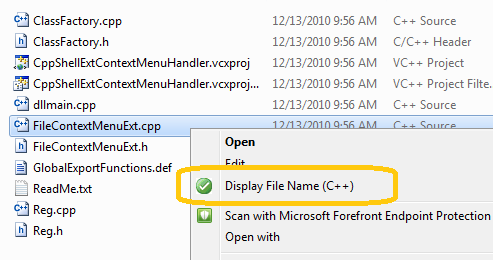 ClassFactory.cpp 12/13/2010 9:56 AM C++ Source
ClassFactory.h 12/13/2010 9:56 AM C/C++ Header
CppShellExtContextMenuHandler.vcxproj 12/13/2010 9:56 AM VC++ Project
CppShellExtContextMenuHandler.vcxproj... 12/13/2010 9:56 AM VC++ Project Filte...
dllmain.cpp 12/13/2010 9:56 AM C++ Source
FileContextMenuExt.cpp 12/13/2010 9:56 AM C++ Source
FileContextMenuExt.h
GlobalExportFunctions.def
ReadMe.txt
Reg.cpp
Reg.h
Open
Edit
Display File Name (C++)
Scan with Microsoft Forefront Endpoint Protection
Open with